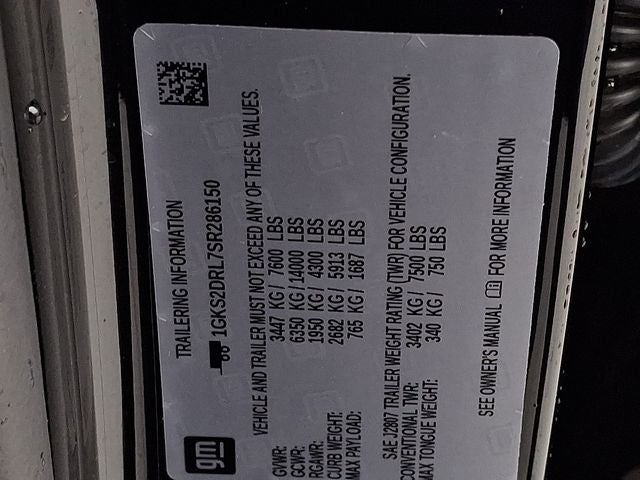 gm
TRAILERING INFORMATION
1GKS2DRL7SR286150
VEHICLE AND TRAILER MUST NOT EXCEED ANY OF THESE VALUES.
GVWR: 3447 KG/ 7600 LBS
GCWR: 6350 KG/14000 LBS
RGAWR: 1950 KG/ 4300 LBS
CURB WEIGHT: 2682 KG/ 5913 LBS
MAX PAYLOAD: 765 KG/ 1687 LBS
SAE J2807 TRAILER WEIGHT RATING (TWR) FOR VEHICLE CONFIGURATION.
CONVENTIONAL TWR: 3402 KG/ 7500 LBS
MAX TONGUE WEIGHT: 340 KG/ 750 LBS
SEE OWNER'S MANUAL FOR MORE INFORMATION